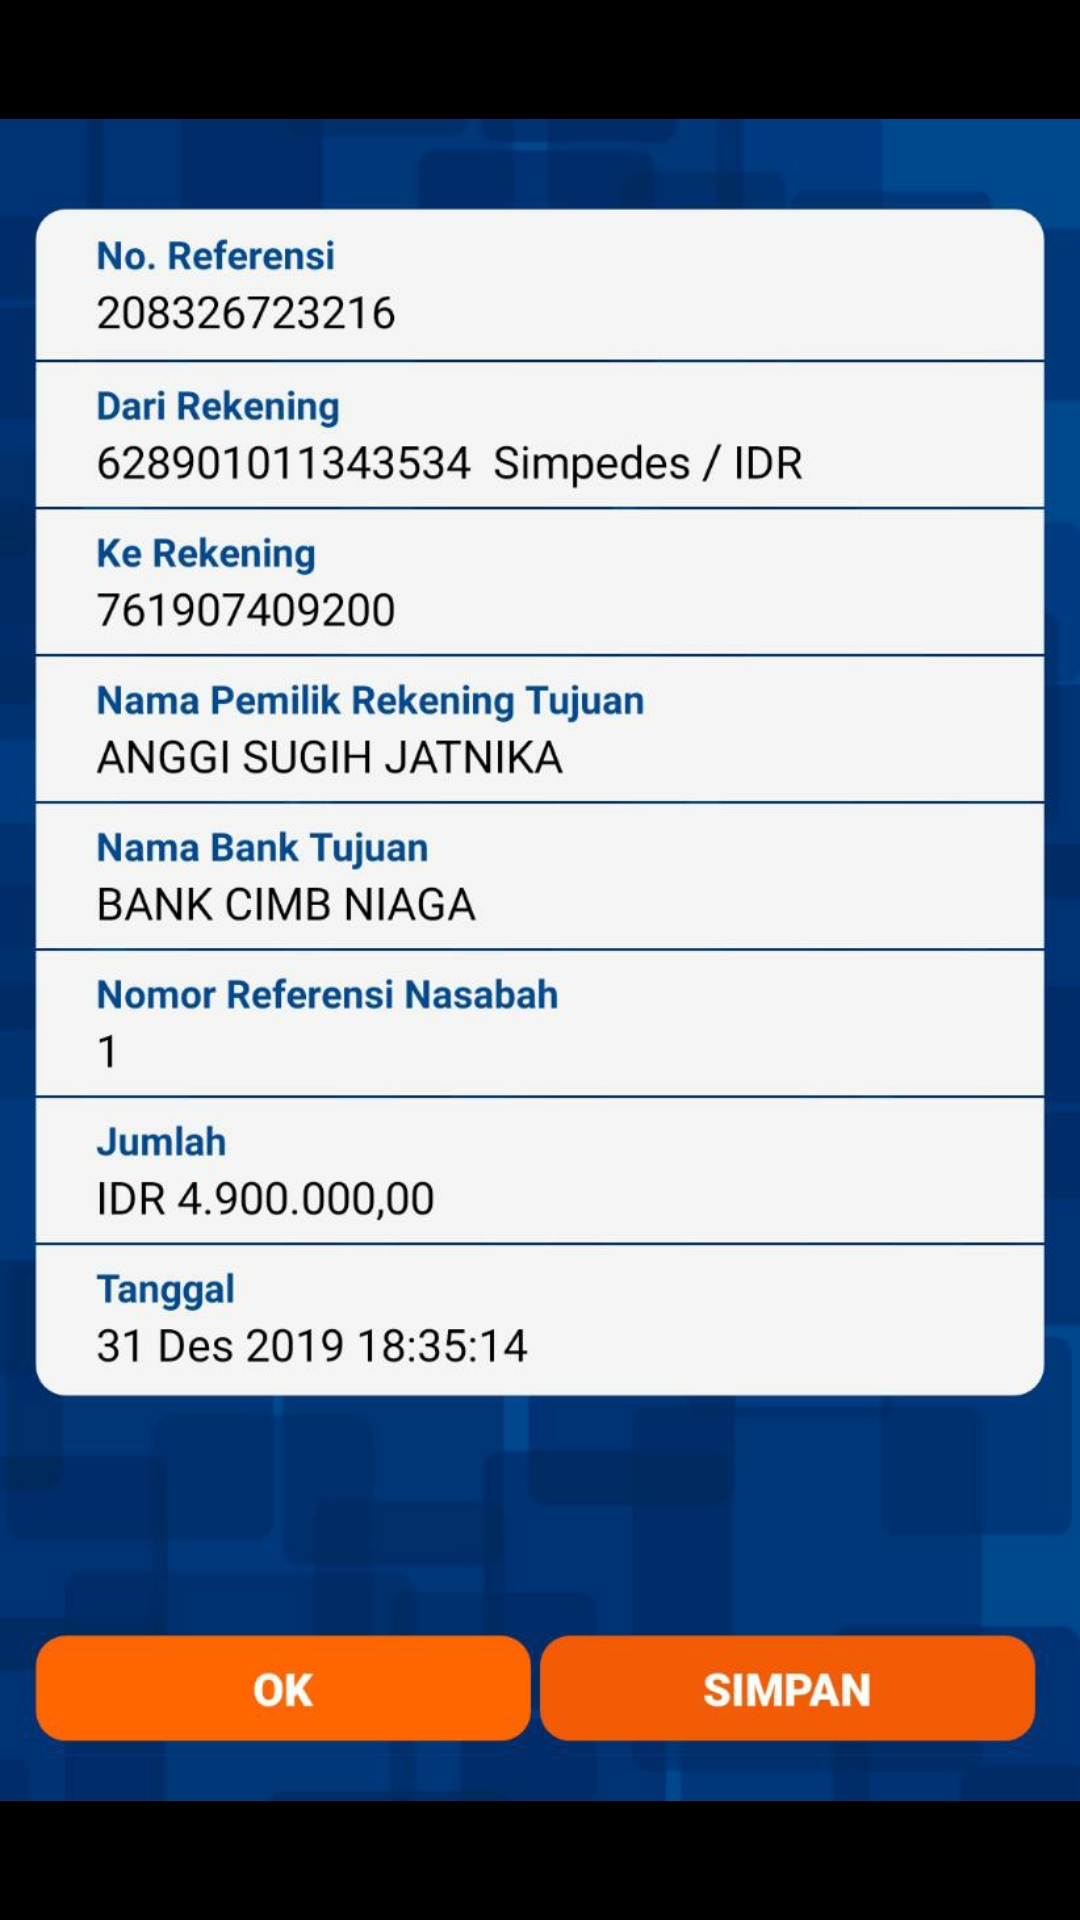 No. Referensi
208326723216
Dari Rekening
628901011343534 Simpedes / IDR
Ke Rekening
761907409200
Nama Pemilik Rekening Tujuan
ANGGI SUGIH JATNIKA
Nama Bank Tujuan
BANK CIMB NIAGA
Nomor Referensi Nasabah
1
Jumlah
IDR 4.900.000,00
Tanggal
31 Des 2019 18:35:14
OK
SIMPAN